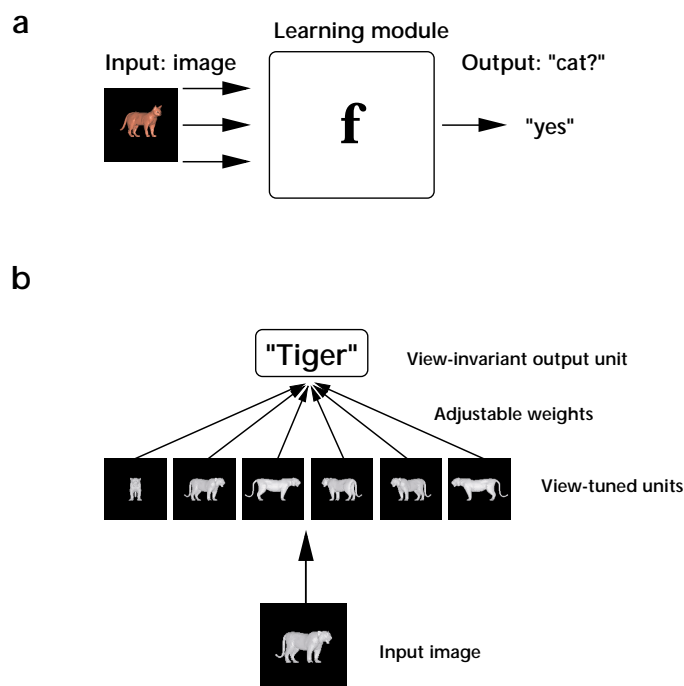 a
Learning module
Input: image
Output: "cat?"
f
"yes"
b
"Tiger"
View-invariant output unit
Adjustable weights
View-tuned units
Input image